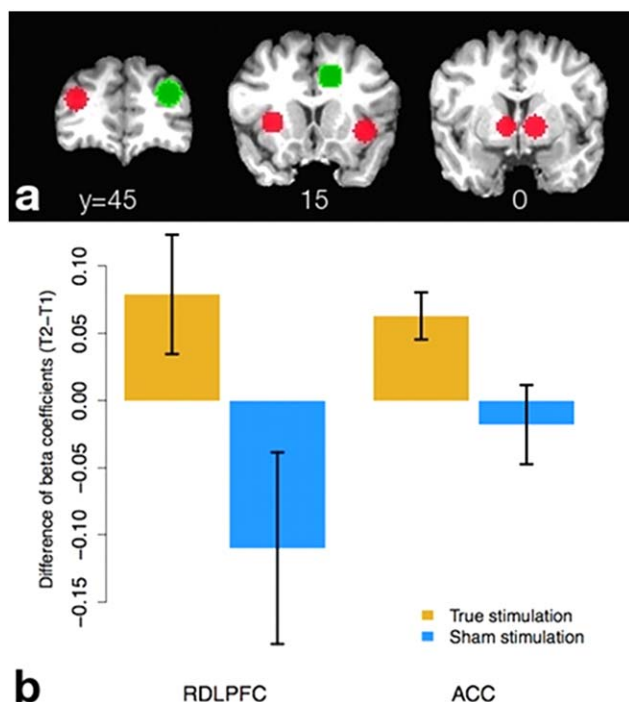 a
y=45
15
0
Difference of beta coefficients (T2−T1)
0.10
0.05
0.00
−0.05
−0.10
−0.15
True stimulation
Sham stimulation
b
RDLPFC
ACC